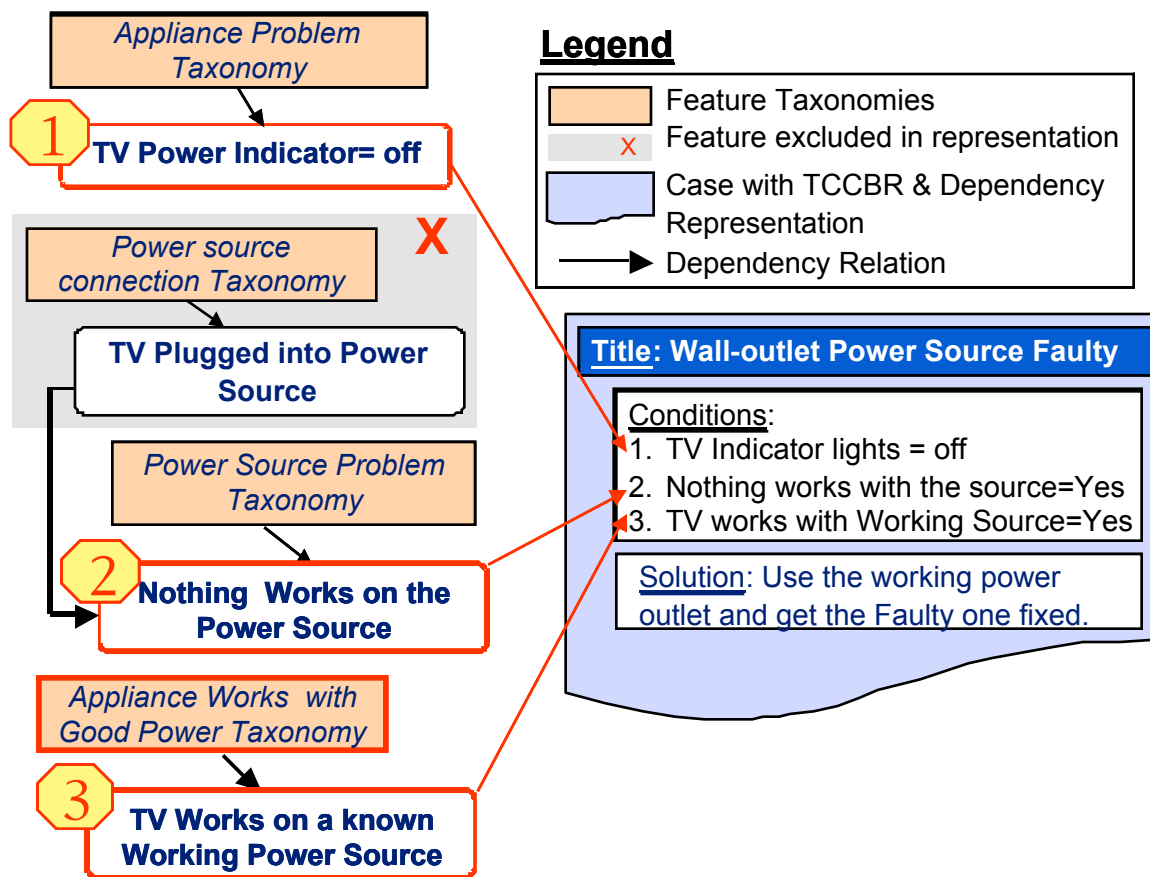 Appliance Problem
Taxonomy
1
TV Power Indicator= off
X
Power source
connection Taxonomy
TV Plugged into Power
Source
Power Source Problem
Taxonomy
2
Nothing Works on the
Power Source
Appliance Works with
Good Power Taxonomy
3
TV Works on a known
Working Power Source
Legend
Feature Taxonomies
X
Feature excluded in representation
Case with TCCBR & Dependency
Representation
Dependency Relation
Title: Wall-outlet Power Source Faulty
Conditions:
1. TV Indicator lights = off
2. Nothing works with the source=Yes
3. TV works with Working Source=Yes
Solution: Use the working power
outlet and get the Faulty one fixed.